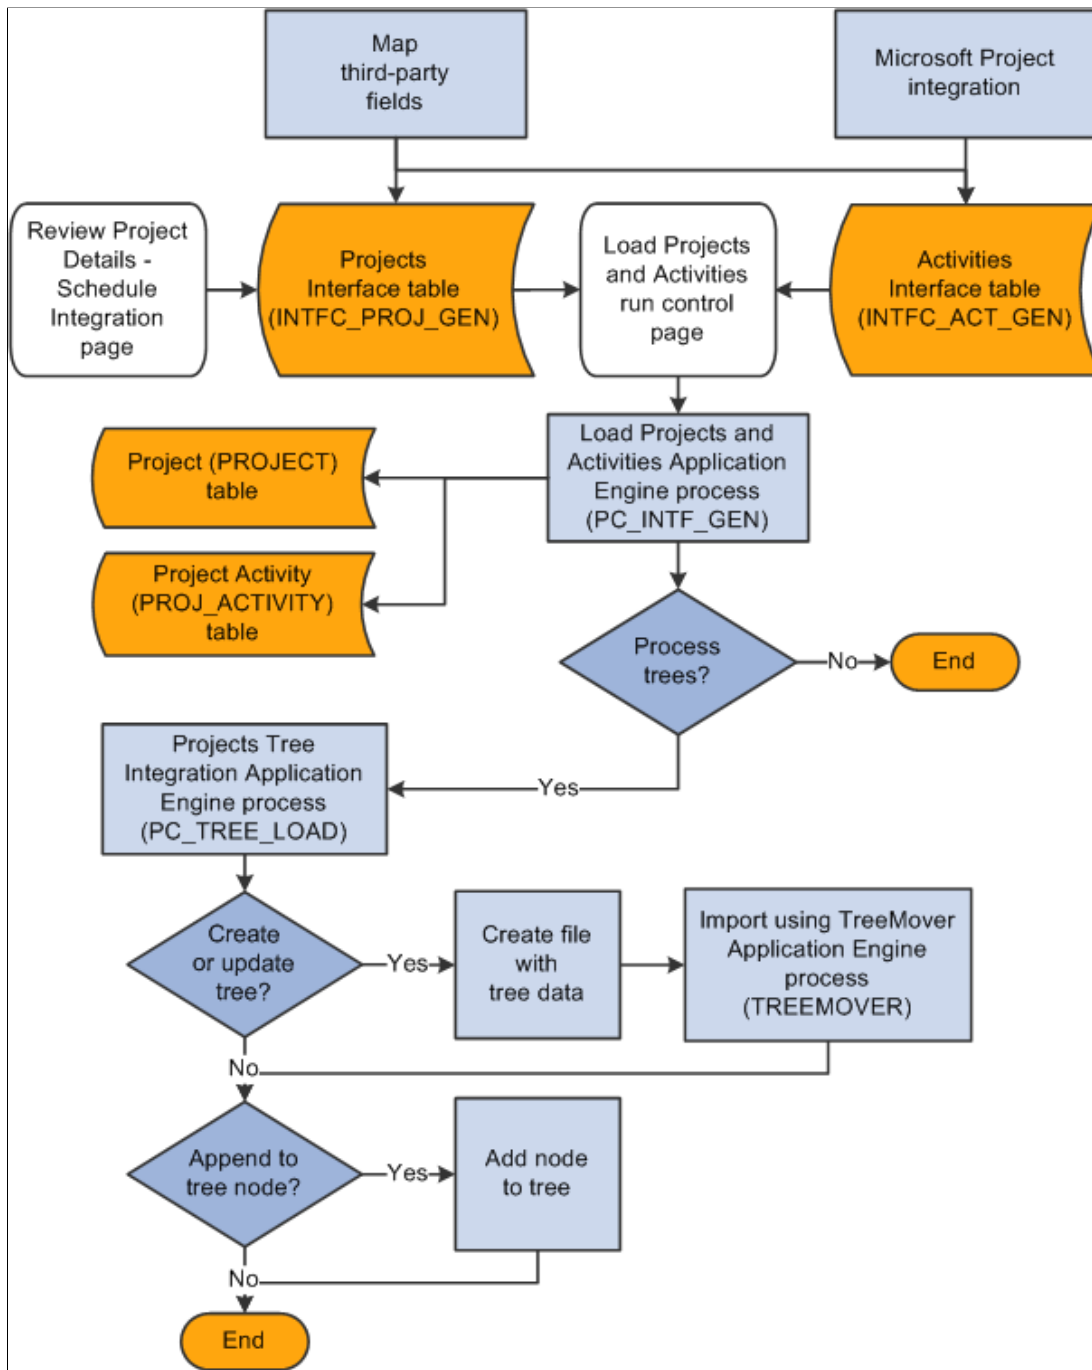 Map
third-party
fields
Microsoft Project
integration
Review Project
Details -
Schedule
Integration
page
Projects
Interface table
(INTFC_PROJ_GEN)
Load Projects
and Activities
run control
page
Activities
Interface table
(INTFC_ACT_GEN)
Load Projects and
Activities Application
Engine process
(PC_INTF_GEN)
Project (PROJECT)
table
Project Activity
(PROJ_ACTIVITY)
table
Process
trees?
No
End
Yes
Projects Tree
Integration Application
Engine process
(PC_TREE_LOAD)
Create
or update
tree?
Yes
Create file
with
tree data
Import using TreeMover
Application Engine
process
(TREEMOVER)
No
Append to
tree node?
Yes
Add node
to tree
No
End